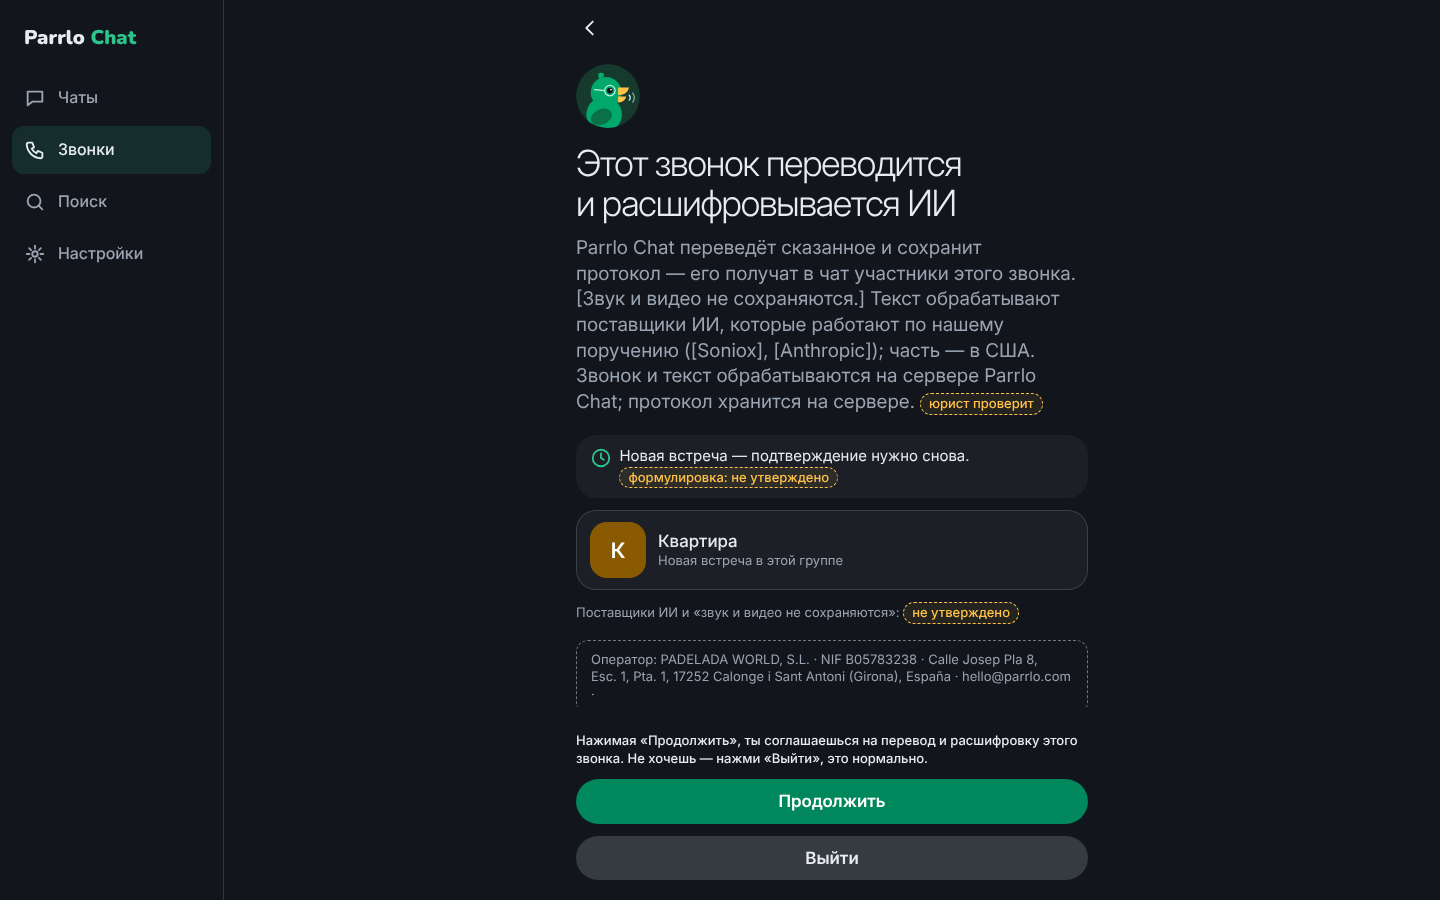 Parrlo Chat
Чаты
Звонки
Поиск
Настройки
Этот звонок переводится
и расшифровывается ИИ
Parrlo Chat переведёт сказанное и сохранит
протокол — его получат в чат участники этого звонка.
[Звук и видео не сохраняются.] Текст обрабатывают
поставщики ИИ, которые работают по нашему
поручению ([Soniox], [Anthropic]); часть — в США.
Звонок и текст обрабатываются на сервере Parrlo
Chat; протокол хранится на сервере. юрист проверит
Новая встреча — подтверждение нужно снова.
формулировка: не утверждено
К
Квартира
Новая встреча в этой группе
Поставщики ИИ и «звук и видео не сохраняются»: не утверждено
Оператор: PADELADA WORLD, S.L. · NIF B05783238 · Calle Josep Pla 8,
Esc. 1, Pta. 1, 17252 Calonge i Sant Antoni (Girona), España · hello@parrlo.com
·
Нажимая «Продолжить», ты соглашаешься на перевод и расшифровку этого
звонка. Не хочешь — нажми «Выйти», это нормально.
Продолжить
Выйти